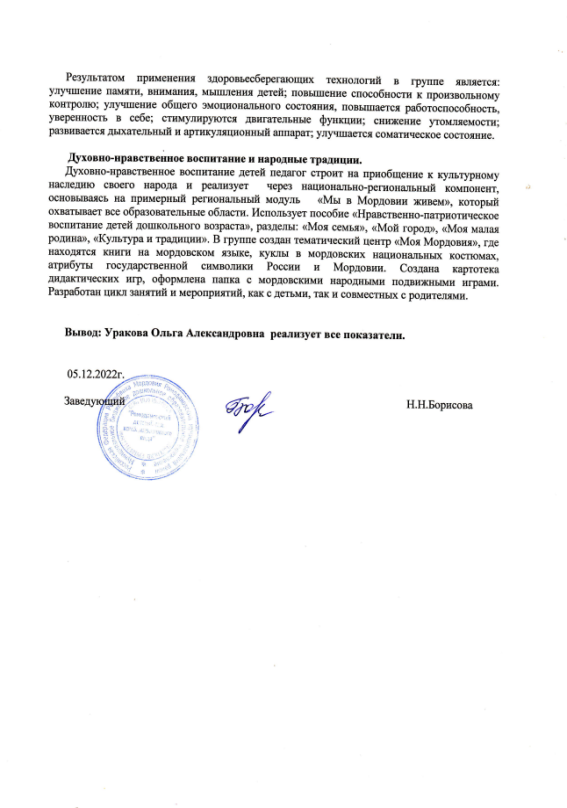 Результатом применения здоровьесберегающих технологий в группе является:
улучшение памяти, внимания, мышления детей; повышение способности к произвольному
контролю; улучшение общего эмоционального состояния, повышается работоспособность,
уверенность в себе; стимулируются двигательные функции; снижение утомляемости;
развивается дыхательный и артикуляционный аппарат; улучшается соматическое состояние.
Духовно-нравственное воспитание и народные традиции.
Духовно-нравственное воспитание детей педагог строит на приобщение к культурному
наследию своего народа и реализует через национально-региональный компонент,
основываясь на примерный региональный модуль «Мы в Мордовии живем», который
охватывает все образовательные области. Использует пособие «Нравственно-патриотическое
воспитание детей дошкольного возраста», разделы: «Моя семья», «Мой город», «Моя малая
родина», «Культура и традиции». В группе создан тематический центр «Моя Мордовия», где
находятся книги на мордовском языке, куклы в мордовских национальных костюмах,
атрибуты государственной символики России и Мордовии. Создана картотека
дидактических игр, оформлена папка с мордовскими народными подвижными играми.
Разработан цикл занятий и мероприятий, как с детьми, так и совместных с родителями.
Вывод: Уракова Ольга Александровна реализует все показатели.
05.12.2022г.
Заведующий
Н.Н.Борисова